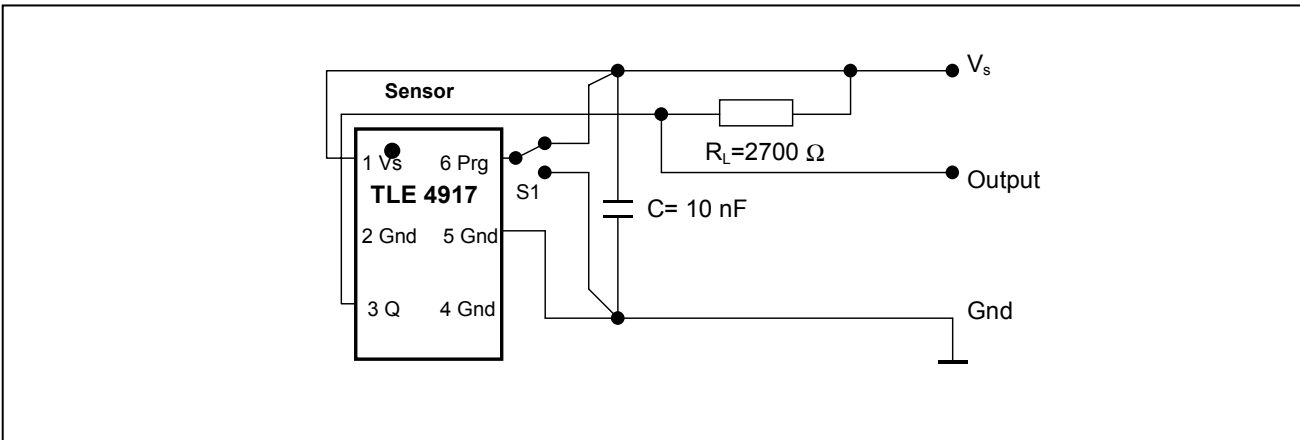 Vs
Sensor
RL=2700 Ω
1 Vs 6 Prg
Output
TLE 4917
S1
C= 10 nF
2 Gnd 5 Gnd
3 Q 4 Gnd
Gnd